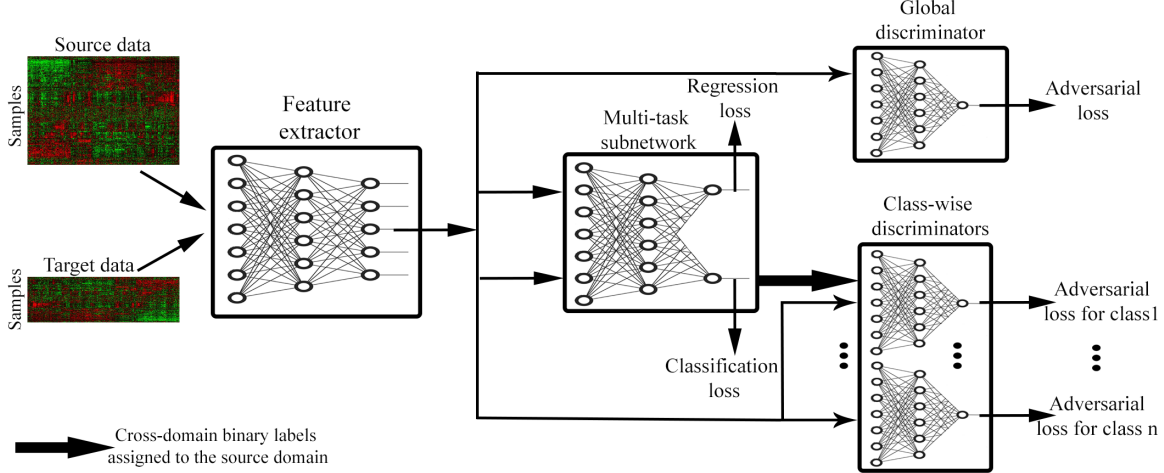 Source data
Samples
Target data
Samples
Feature
extractor
Multi-task
subnetwork
Regression
loss
Classification
loss
Global
discriminator
Adversarial
loss
Class-wise
discriminators
Adversarial
loss for class1
Adversarial
loss for class n
Cross-domain binary labels
assigned to the source domain